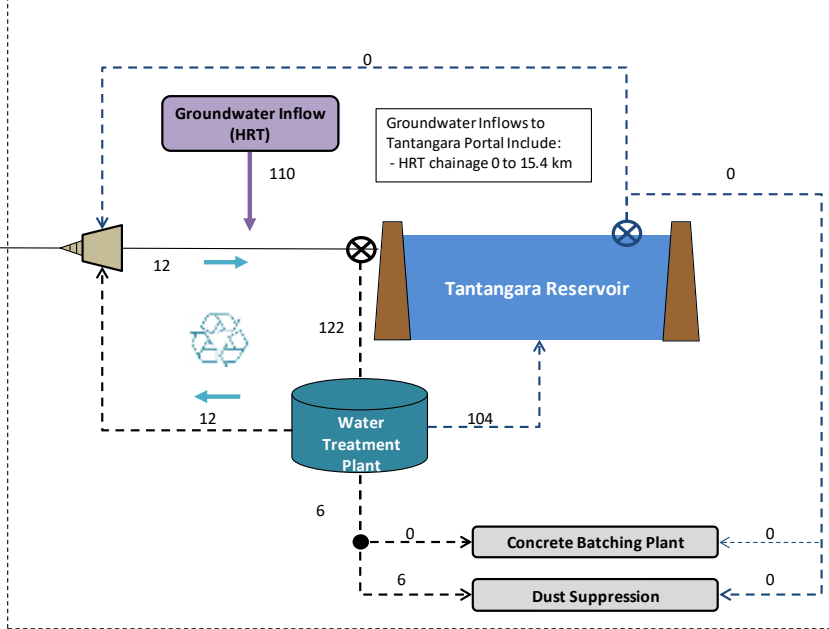 0
Groundwater Inflow
(HRT)
Groundwater Inflows to
Tantangara Portal Include:
- HRT chainage 0 to 15.4 km
110
0
12
Tantangara Reservoir
122
12
Water
Treatment
Plant
104
6
0
Concrete Batching Plant
0
6
Dust Suppression
0